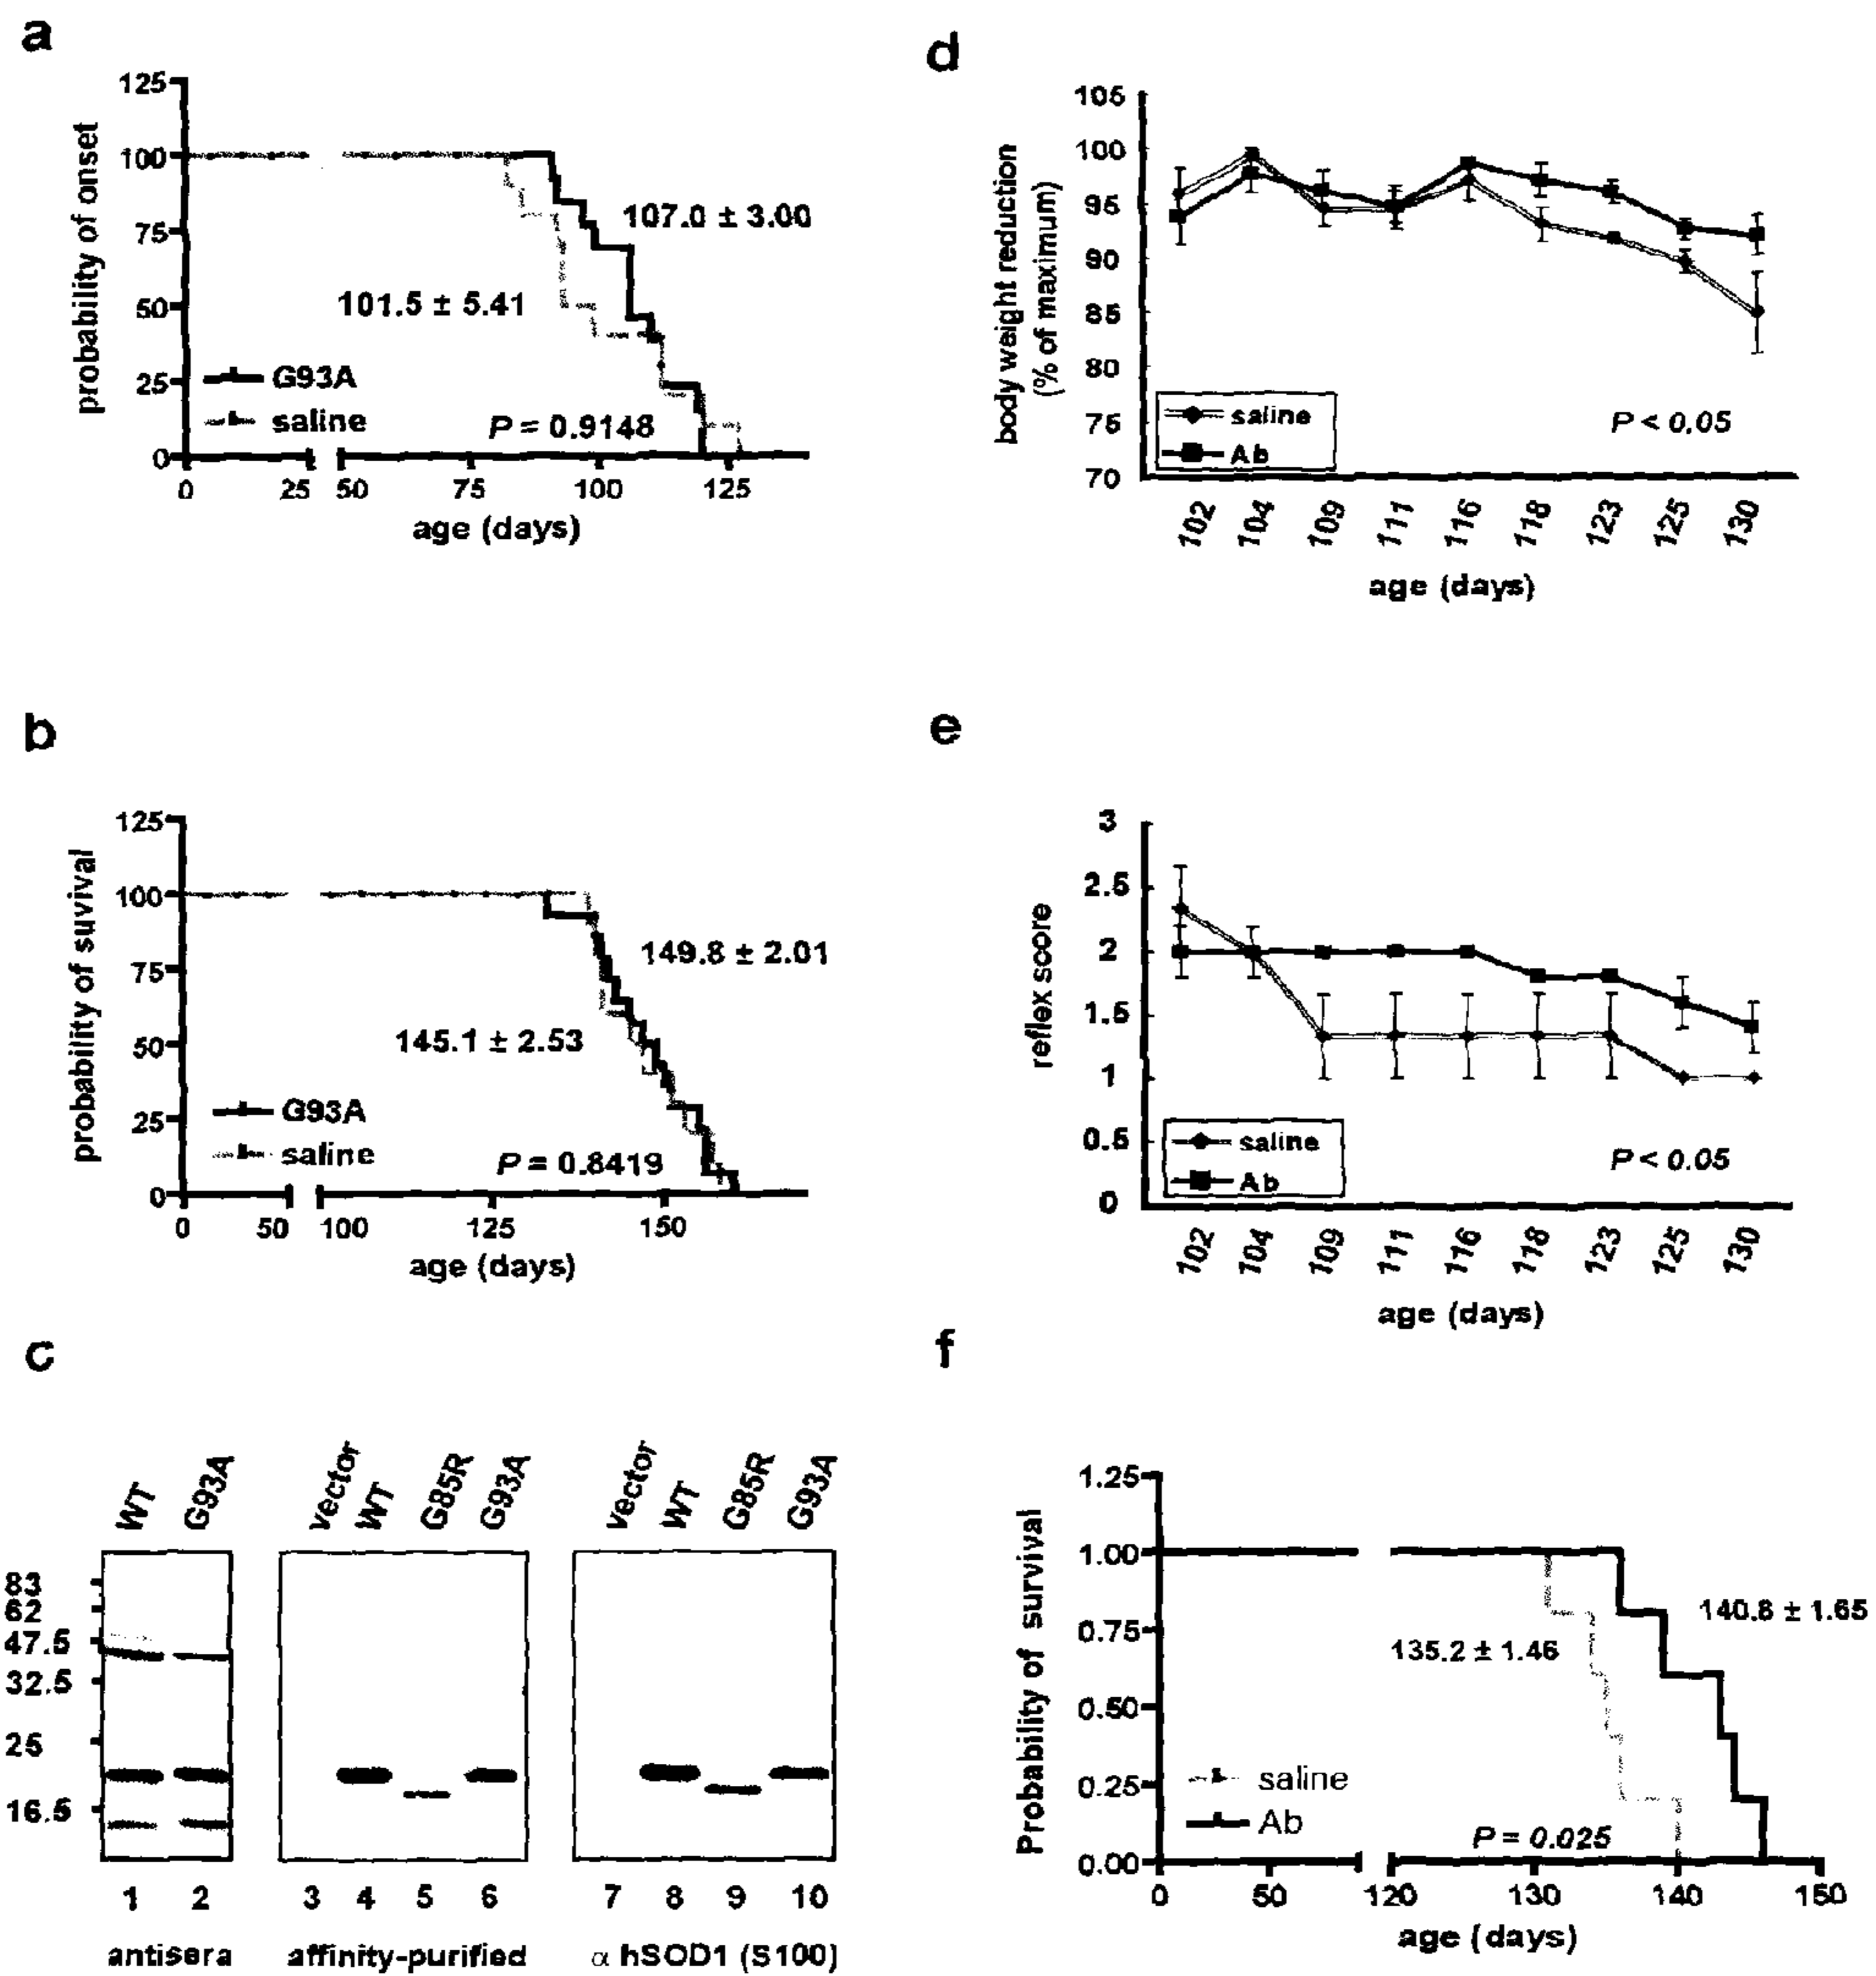 a
125
100
75
50
25
0
probability of onset
107.0 ± 3.00
101.5 ± 5.41
G93A
saline
P = 0.9148
0 25 50 75 100 125
age (days)
b
125
100
75
50
25
0
probability of suvival
149.8 ± 2.01
145.1 ± 2.53
G93A
saline
P = 0.8419
0 50 100 125 150
age (days)
c
WT G93A
vector WT G85R G93A
vector WT G85R G93A
83
62
47.5
32.5
25
16.5
1 2 3 4 5 6 7 8 9 10
antisera affinity-purified α hSOD1 (S100)
d
105
100
95
90
85
80
75
70
body weight reduction
(% of maximum)
saline
Ab
P < 0.05
102 104 109 111 116 118 123 125 130
age (days)
e
3
2.5
2
1.5
1
0.5
0
reflex score
saline
Ab
P < 0.05
102 104 109 111 116 118 123 125 130
age (days)
f
1.25
1.00
0.75
0.50
0.25
0.00
Probability of survival
140.8 ± 1.65
135.2 ± 1.46
saline
Ab
P = 0.025
0 50 120 130 140 150
age (days)